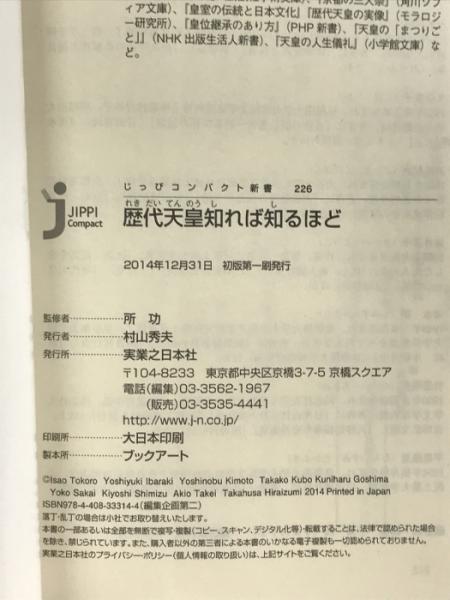 ィア文庫)、『皇室の伝統と日本文化』『歴代天皇の実像』(モラロジ
ー研究所)、『皇位継承のあり方』(PHP新書)、『天皇の「まつりご
と」』(NHK出版生活人新書)、『天皇の人生儀礼』(小学館文庫)な
ど。
JIPPI
Compact
じっぴコンパクト新書 226
れき だい てん のう し し
歴代天皇知れば知るほど
2014年12月31日 初版第一刷発行
監修者 所 功
発行者 村山秀夫
発行所 実業之日本社
〒104-8233 東京都中央区京橋3-7-5 京橋スクエア
電話(編集)03-3562-1967
(販売)03-3535-4441
http://www.j-n.co.jp/
印刷所 大日本印刷
製本所 ブックアート
©Isao Tokoro Yoshiyuki Ibaraki Yoshinobu Kimoto Takako Kubo Kuniharu Goshima
Yoko Sakai Kiyoshi Shimizu Akio Takei Takahusa Hiraizumi 2014 Printed in Japan
ISBN978-4-408-33314-4(編集企画第二)
落丁・乱丁の場合は小社でお取り替えいたします。
本書の一部あるいは全部を無断で複写・複製(コピー、スキャン、デジタル化等)・転載することは、法律で認められた場合
を除き、禁じられています。また、購入者以外の第三者による本書のいかなる電子複製も一切認められておりません。
実業之日本社のプライバシー・ポリシー(個人情報の取り扱い)は、上記サイトをご覧ください。